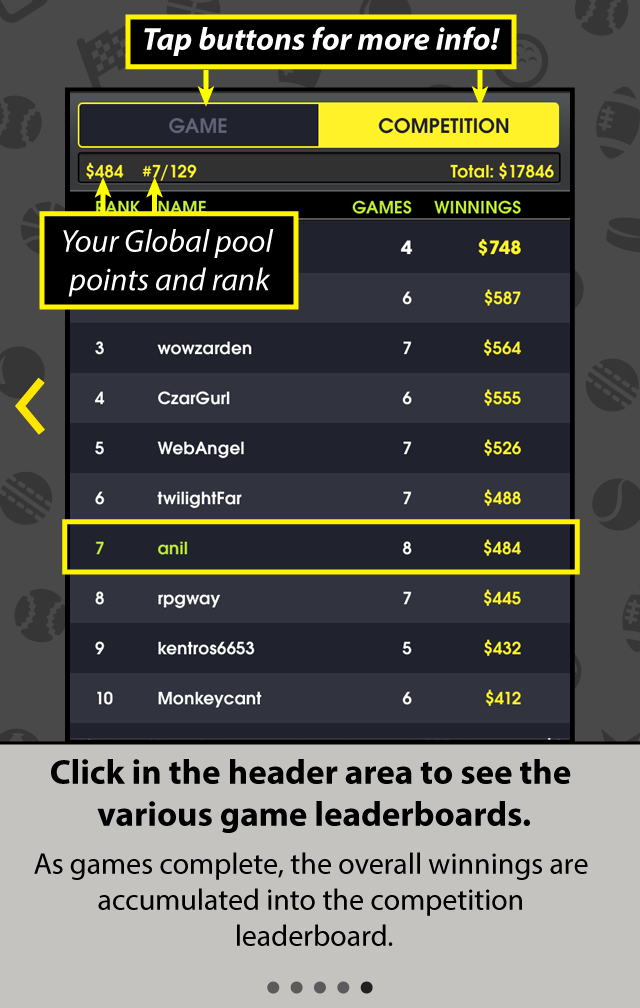 Tap buttons for more info!
GAME COMPETITION
$484 #7/129 Total: $17846
RANK NAME GAMES WINNINGS
Your Global pool
points and rank
4 $748
6 $587
3 wowzarden 7 $564
4 CzarGurl 6 $555
5 WebAngel 7 $526
6 twilightFar 7 $488
7 anil 8 $484
8 rpgway 7 $445
9 kentros6653 5 $432
10 Monkeycant 6 $412
Click in the header area to see the
various game leaderboards.
As games complete, the overall winnings are
accumulated into the competition
leaderboard.